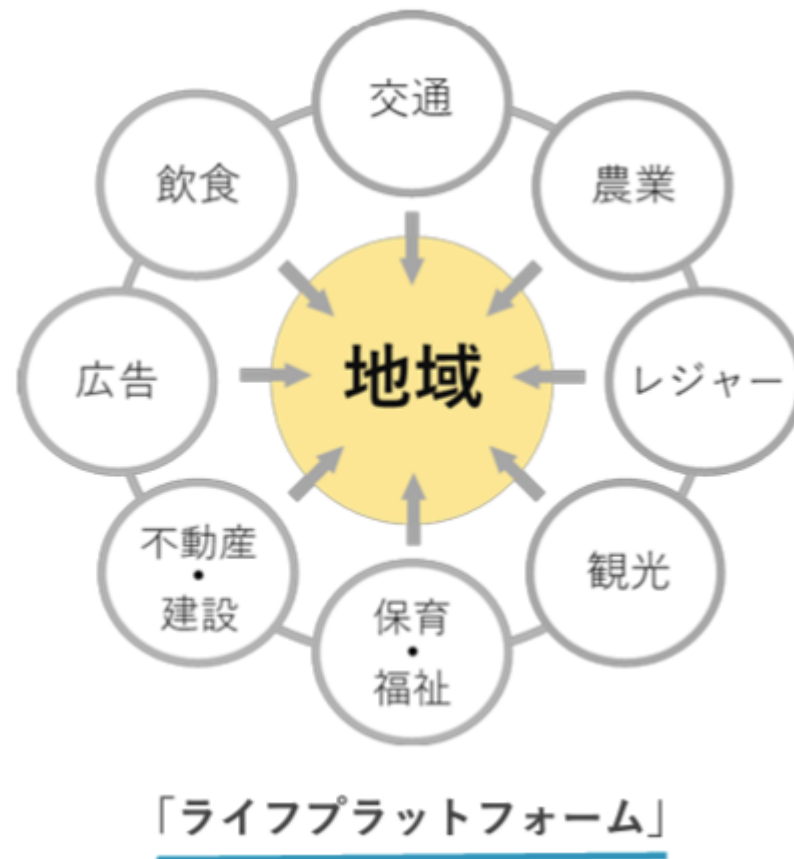 交通
飲食
農業
地域
広告
レジャー
不動産
・
建設
観光
保育
・
福祉
「ライフプラットフォーム」